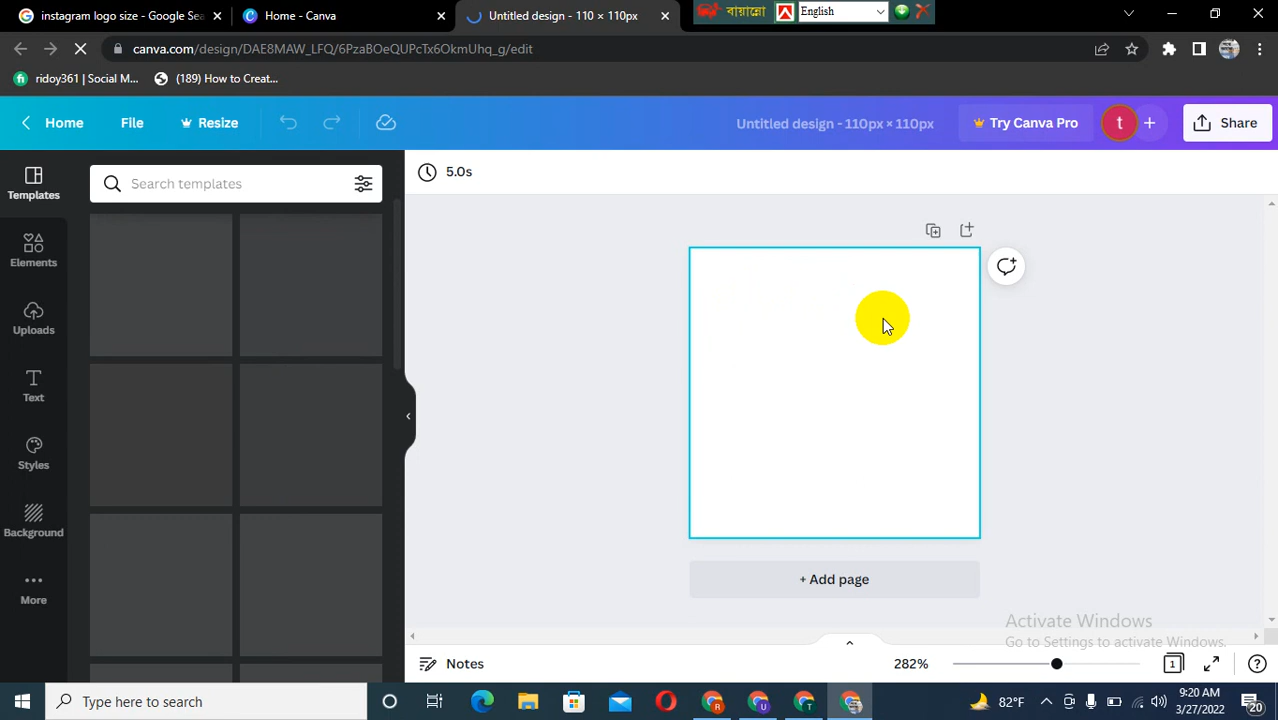 instagram logo size - Google Se
Home - Canva
Untitled design - 110 × 110px
বায়ান্নো
English
canva.com/design/DAE8MAW_LFQ/6PzaBOeQUPcTx6OkmUhq_g/edit
ridoy361 | Social M...
(189) How to Creat...
Home
File
Resize
Untitled design - 110px × 110px
Try Canva Pro
t
Share
Templates
Search templates
5.0s
Elements
Uploads
Text
Styles
Background
More
+ Add page
Activate Windows
Go to Settings to activate Windows.
Notes
282%
1
Type here to search
R
U
T
82°F
9:20 AM
3/27/2022
20